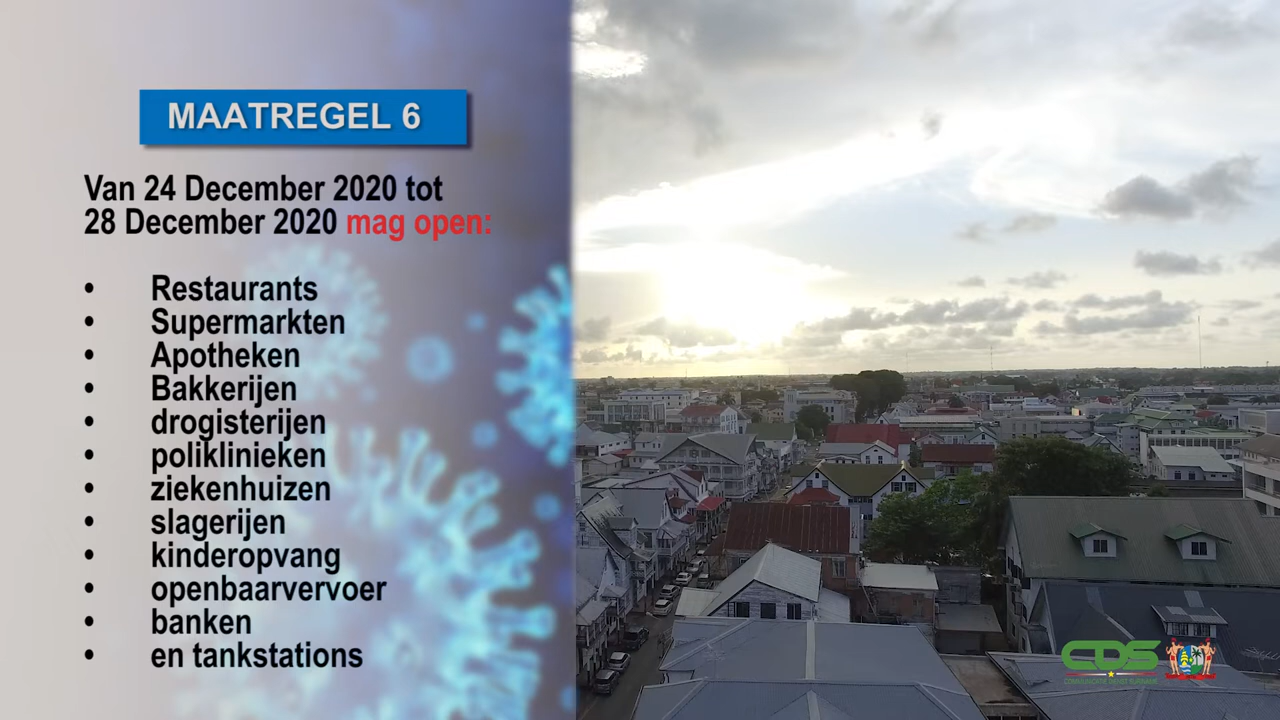 MAATREGEL 6
Van 24 December 2020 tot
28 December 2020 mag open:
• Restaurants
• Supermarkten
• Apotheken
• Bakkerijen
• drogisterijen
• poliklinieken
• ziekenhuizen
• slagerijen
• kinderopvang
• openbaarvervoer
• banken
• en tankstations
CDS